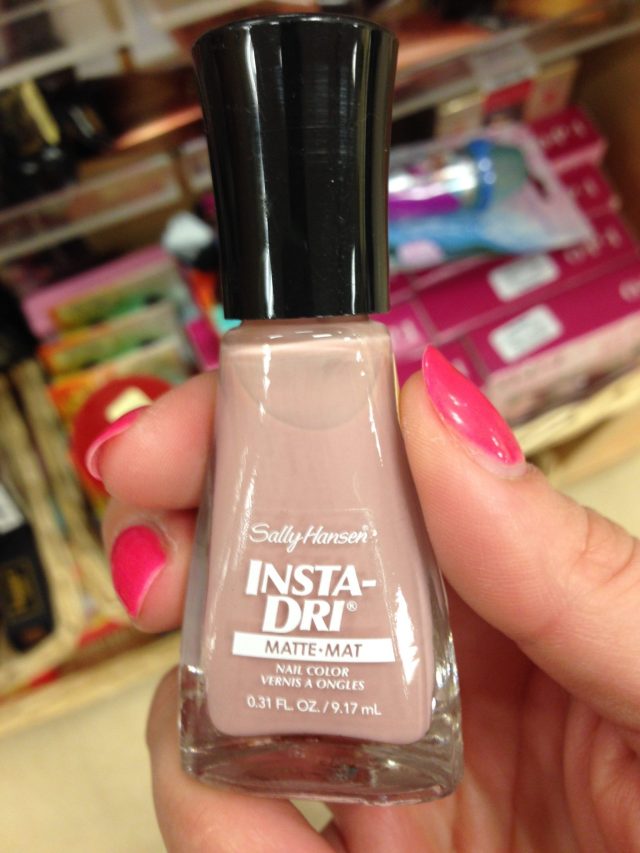 Sally Hansen®
INSTA-
DRI®
MATTE•MAT
NAIL COLOR
VERNIS A ONGLES
0.31 FL. OZ. / 9.17 mL